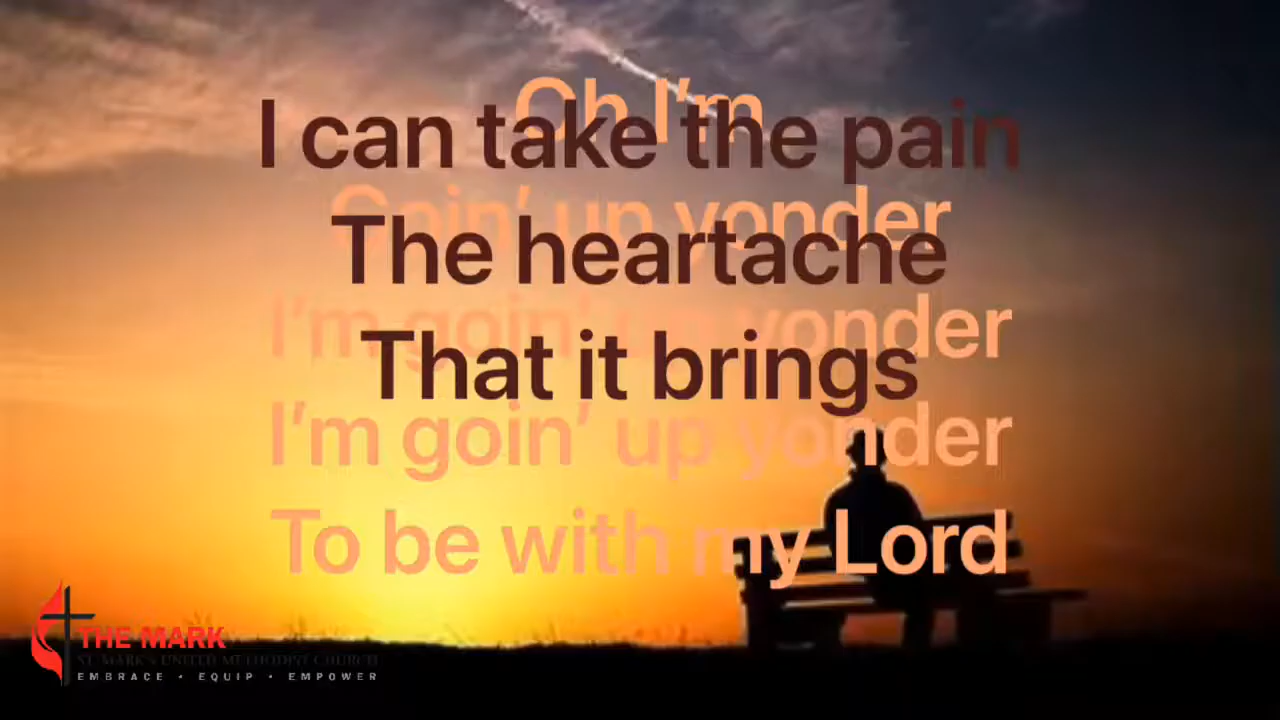 Oh I'm
I can take the pain
Goin' up yonder
The heartache
I'm goin' up yonder
That it brings
I'm goin' up yonder
To be with my Lord
THE MARK
ST. MARK'S UNITED METHODIST CHURCH
EMBRACE • EQUIP • EMPOWER